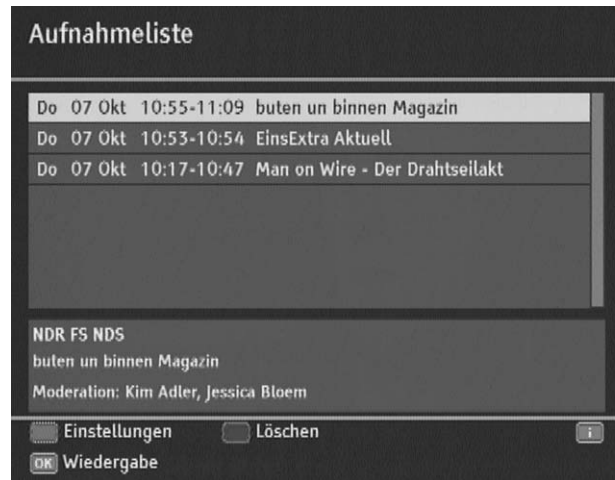 Aufnahmeliste
Do 07 Okt 10:55-11:09 buten un binnen Magazin
Do 07 Okt 10:53-10:54 EinsExtra Aktuell
Do 07 Okt 10:17-10:47 Man on Wire - Der Drahtseilakt
NDR FS NDS
buten un binnen Magazin
Moderation: Kim Adler, Jessica Bloem
Einstellungen Löschen i
OK Wiedergabe